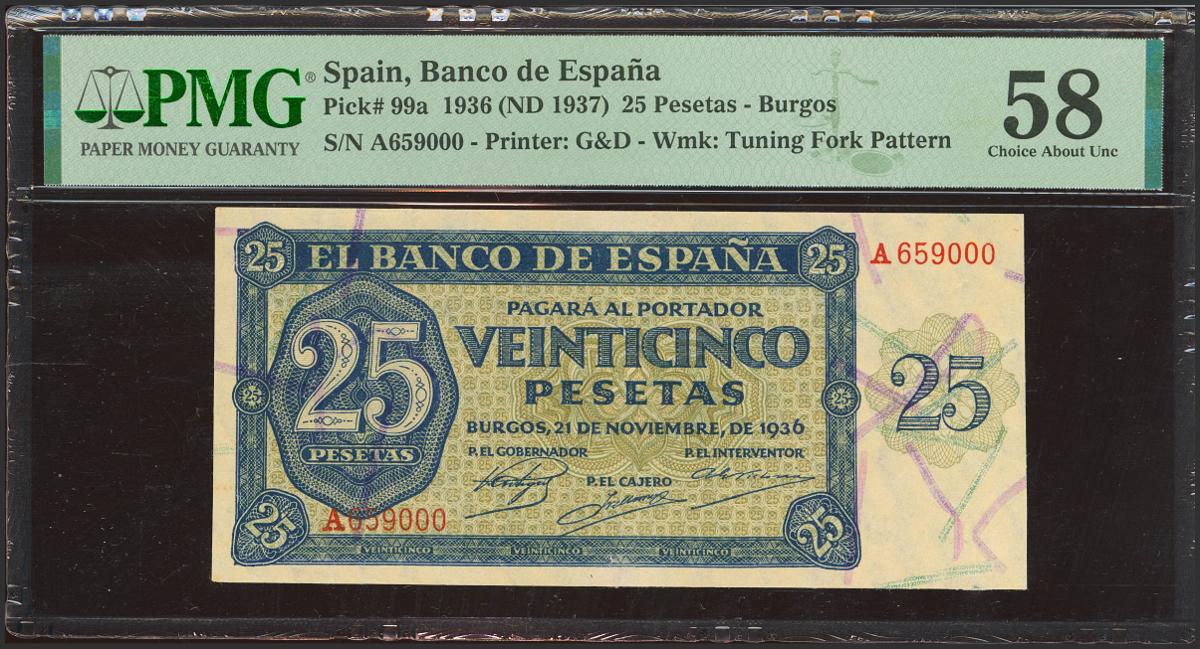 PMG®
PAPER MONEY GUARANTY
Spain, Banco de España
Pick# 99a 1936 (ND 1937) 25 Pesetas - Burgos
S/N A659000 - Printer: G&D - Wmk: Tuning Fork Pattern
58
Choice About Unc
25 EL BANCO DE ESPAÑA 25
A 659000
PAGARÁ AL PORTADOR
VEINTICINCO
PESETAS
25
PESETAS
25
25
25
BURGOS, 21 DE NOVIEMBRE, DE 1936
P. EL GOBERNADOR
P. EL INTERVENTOR
P. EL CAJERO
A659000
25
25
VEINTICINCO VEINTICINCO VEINTICINCO